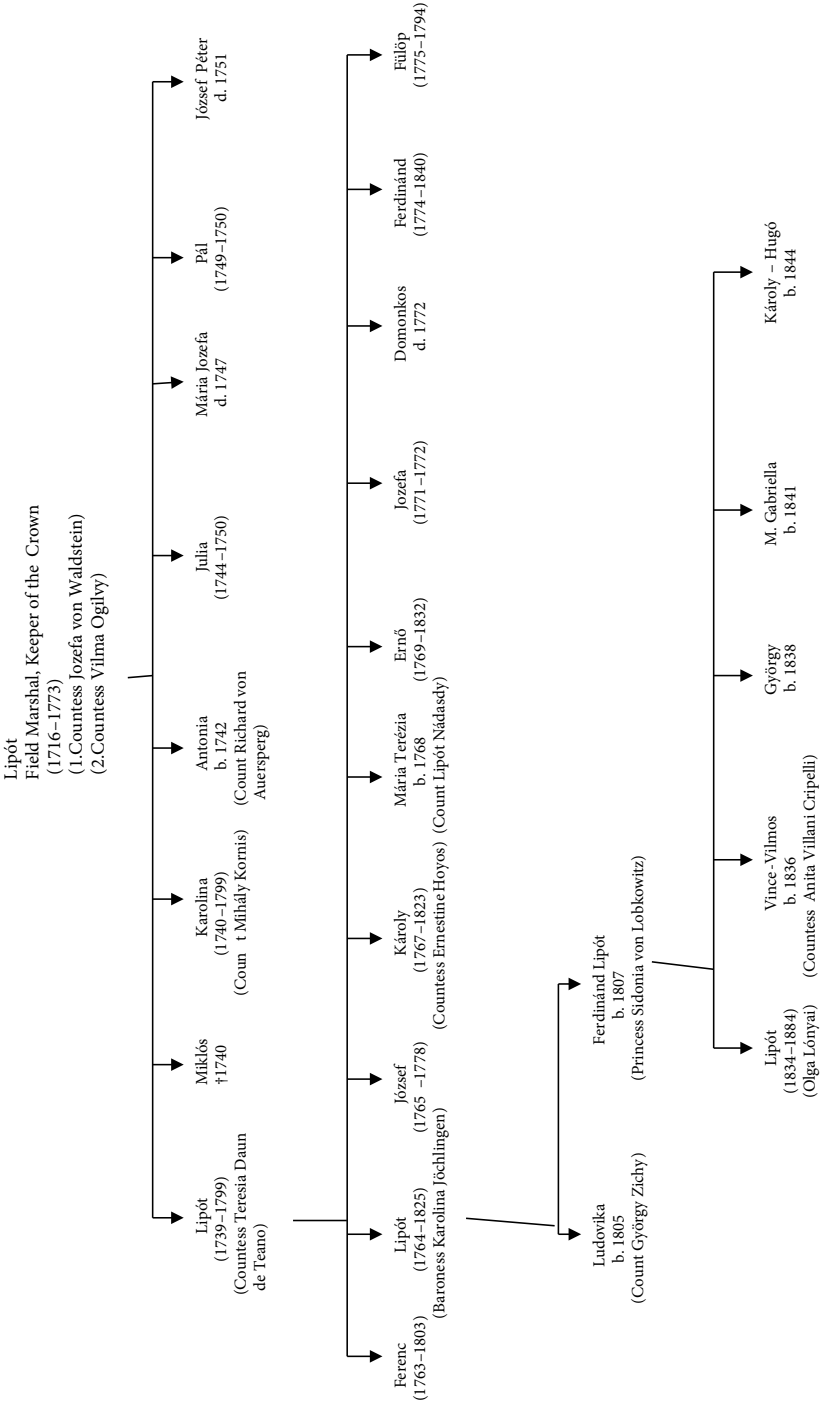 Lipót
Field Marshal, Keeper of the Crown
(1716–1773)
(1.Countess Jozefa von Waldstein)
(2.Countess Vilma Ogilvy)
Lipót
(1739–1799)
(Countess Teresia Daun
de Teano)
Miklós
†1740
Karolina
(1740–1799)
(Coun t Mihály Kornis)
Antonia
b. 1742
(Count Richard von
Auersperg)
Julia
(1744–1750)
Mária Jozefa
d. 1747
Pál
(1749–1750)
József Péter
d. 1751
Ferenc
(1763–1803)
Lipót
(1764–1825)
(Baroness Karolina Jöchlingen)
József
(1765 –1778)
Károly
(1767–1823)
(Countess Ernestine Hoyos)
Mária Terézia
b. 1768
(Count Lipót Nádasdy)
Ernő
(1769–1832)
Jozefa
(1771–1772)
Domonkos
d. 1772
Ferdinánd
(1774–1840)
Fülöp
(1775–1794)
Ludovika
b. 1805
(Count György Zichy)
Ferdinánd Lipót
b. 1807
(Princess Sidonia von Lobkowitz)
Lipót
(1834–1884)
(Olga Lónyai)
Vince-Vilmos
b. 1836
(Countess Anita Villani Cripelli)
György
b. 1838
M. Gabriella
b. 1841
Károly – Hugó
b. 1844